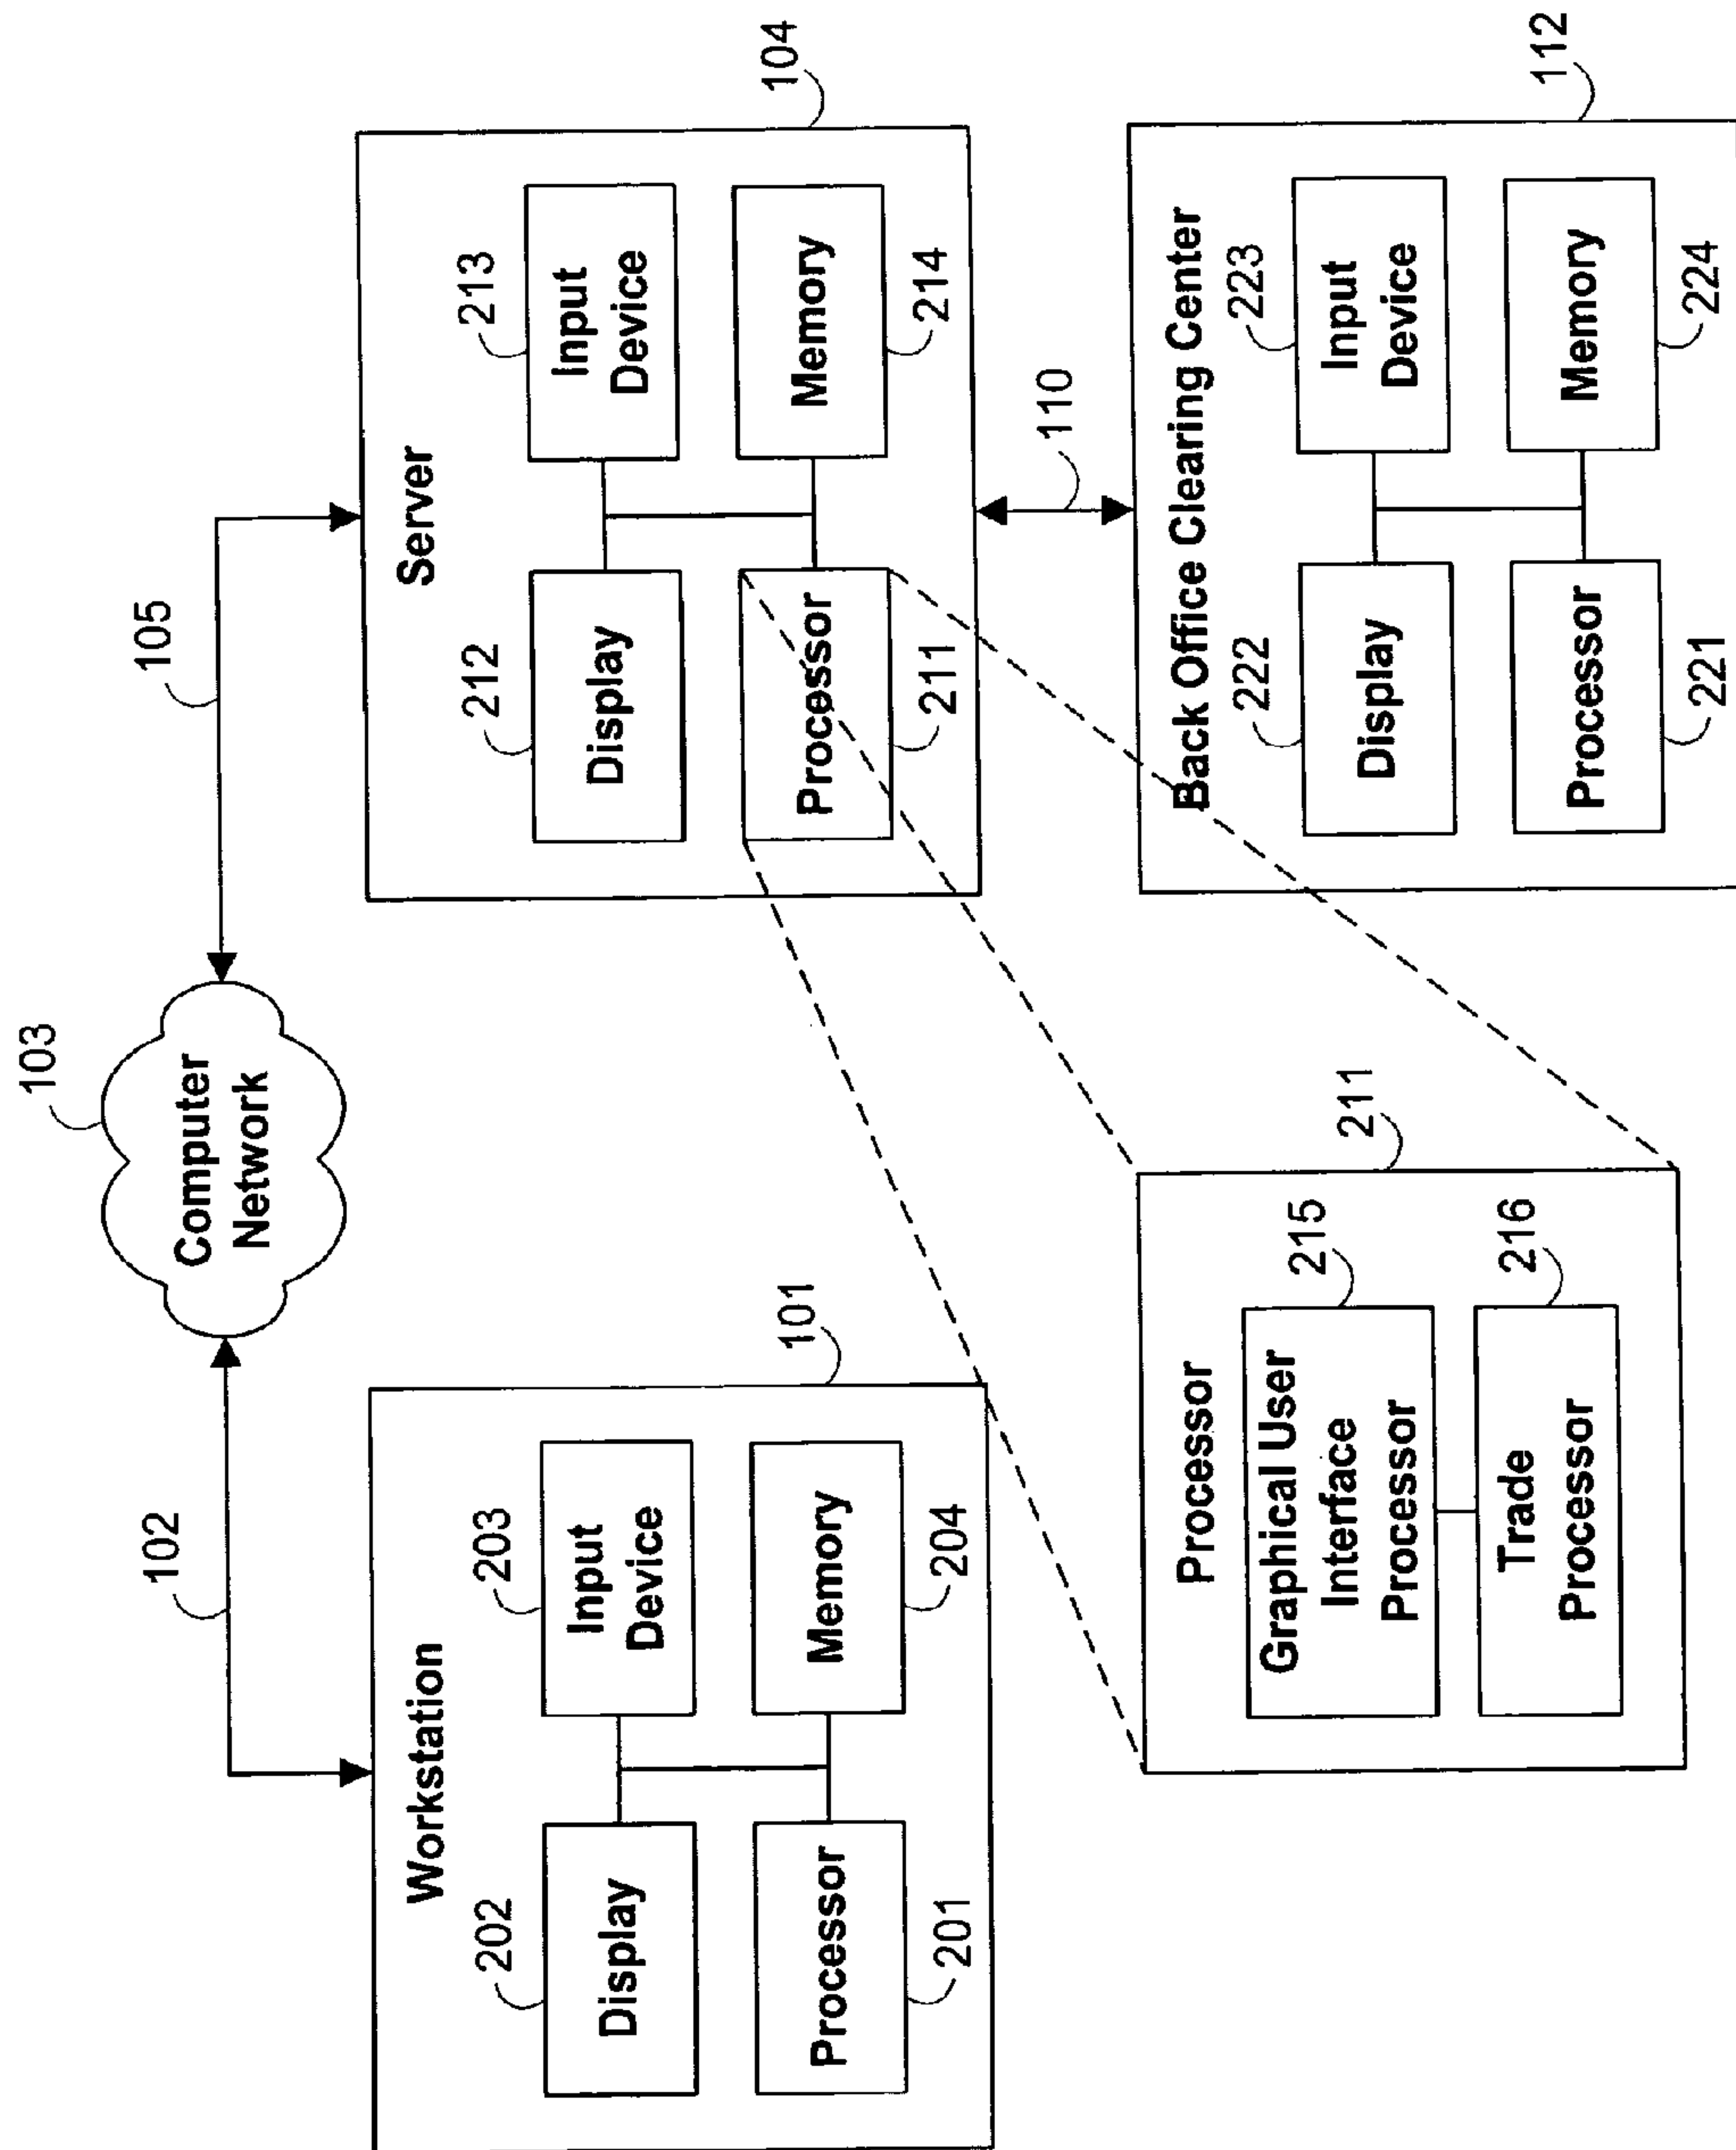 103
Computer
Network
102
105
Workstation
101
202
203
Display
Input
Device
Processor
Memory
201
204
Server
104
212
213
Display
Input
Device
Processor
Memory
211
214
110
Processor
211
Graphical User
Interface
Processor
215
Trade
Processor
216
Back Office Clearing Center
112
222
223
Display
Input
Device
Processor
Memory
221
224